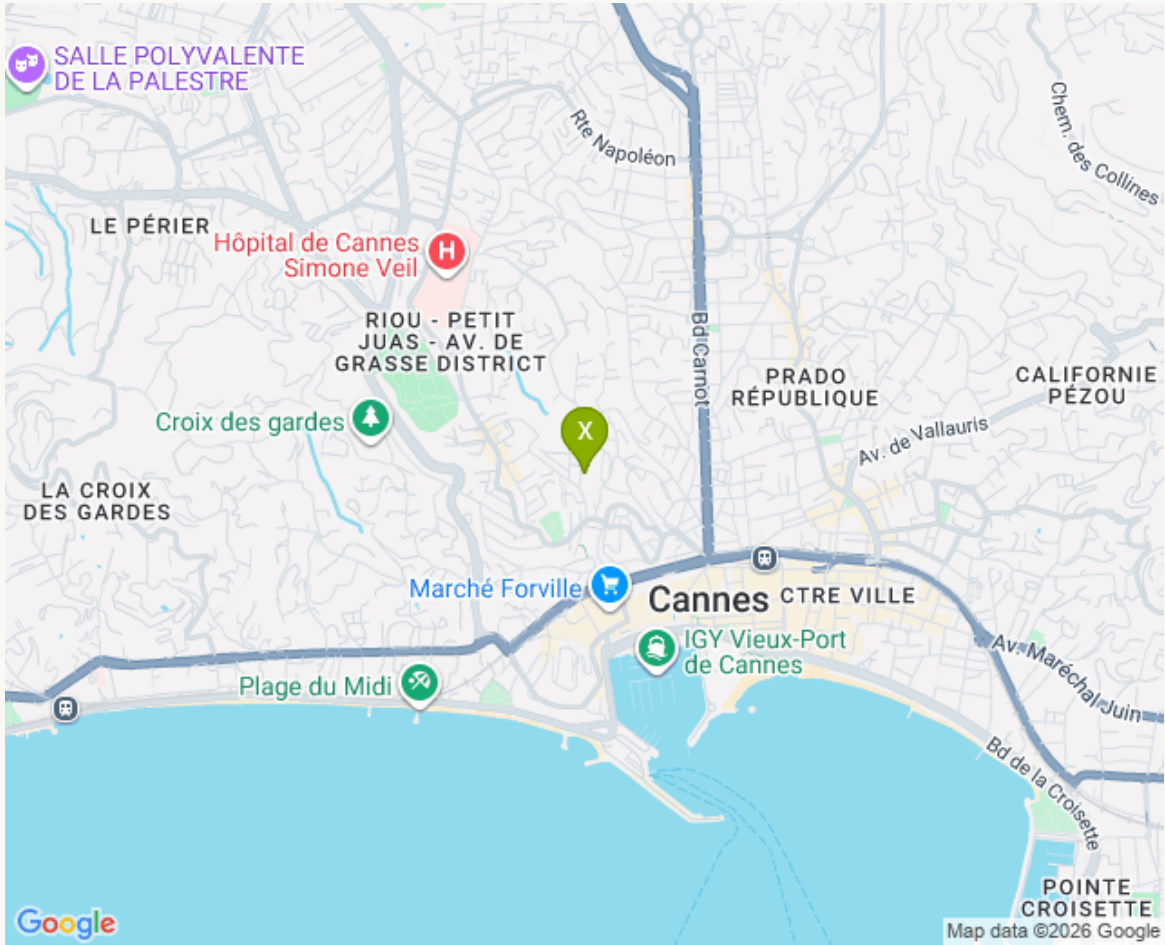 SALLE POLYVALENTE
DE LA PALESTRE
Rte Napoléon
Chem. des Collines
LE PÉRIER
Hôpital de Cannes
Simone Veil
H
RIOU - PETIT
JUAS - AV. DE
GRASSE DISTRICT
Bd Carnot
PRADO
RÉPUBLIQUE
CALIFORNIE
PÉZOU
Croix des gardes
X
Av. de Vallauris
LA CROIX
DES GARDES
Marché Forville
Cannes
CTRE VILLE
IGY Vieux-Port
de Cannes
Av. Maréchal Juin
Plage du Midi
Bd de la Croisette
POINTE
CROISETTE
Google
Map data ©2026 Google